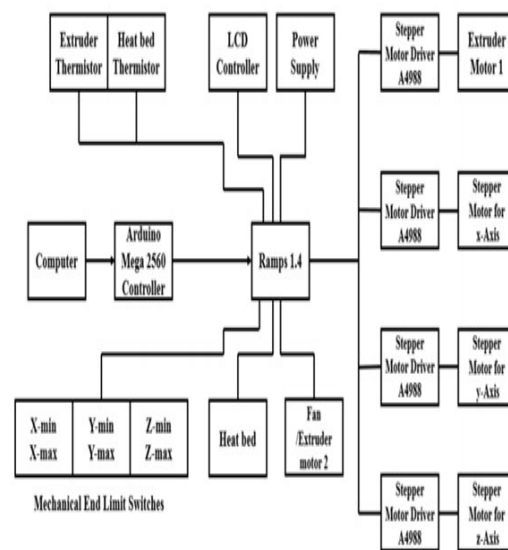 Extruder
Thermistor
Heat bed
Thermistor
LCD
Controller
Power
Supply
Stepper
Motor Driver
A4988
Extruder
Motor 1
Stepper
Motor Driver
A4988
Stepper
Motor for
x-Axis
Computer
Arduino
Mega 2560
Controller
Ramps 1.4
Stepper
Motor Driver
A4988
Stepper
Motor for
y-Axis
X-min
X-max
Y-min
Y-max
Z-min
Z-max
Heat bed
Fan
/Extruder
motor 2
Mechanical End Limit Switches
Stepper
Motor Driver
A4988
Stepper
Motor for
z-Axis